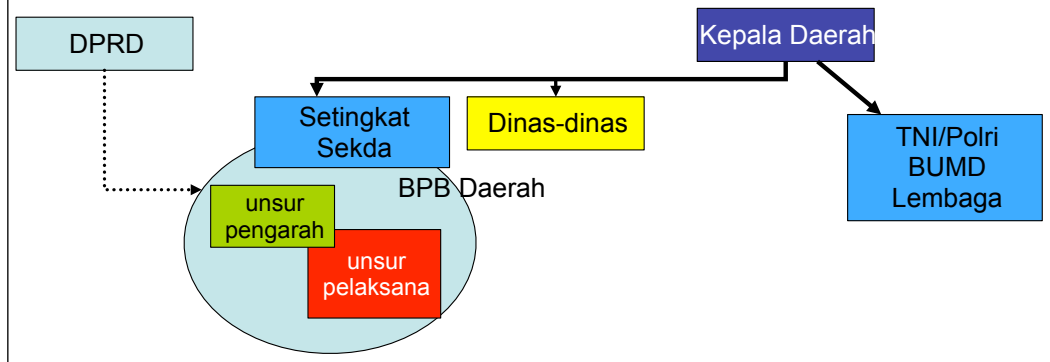 DPRD
Kepala Daerah
Setingkat
Sekda
Dinas-dinas
TNI/Polri
BUMD
Lembaga
BPB Daerah
unsur
pengarah
unsur
pelaksana